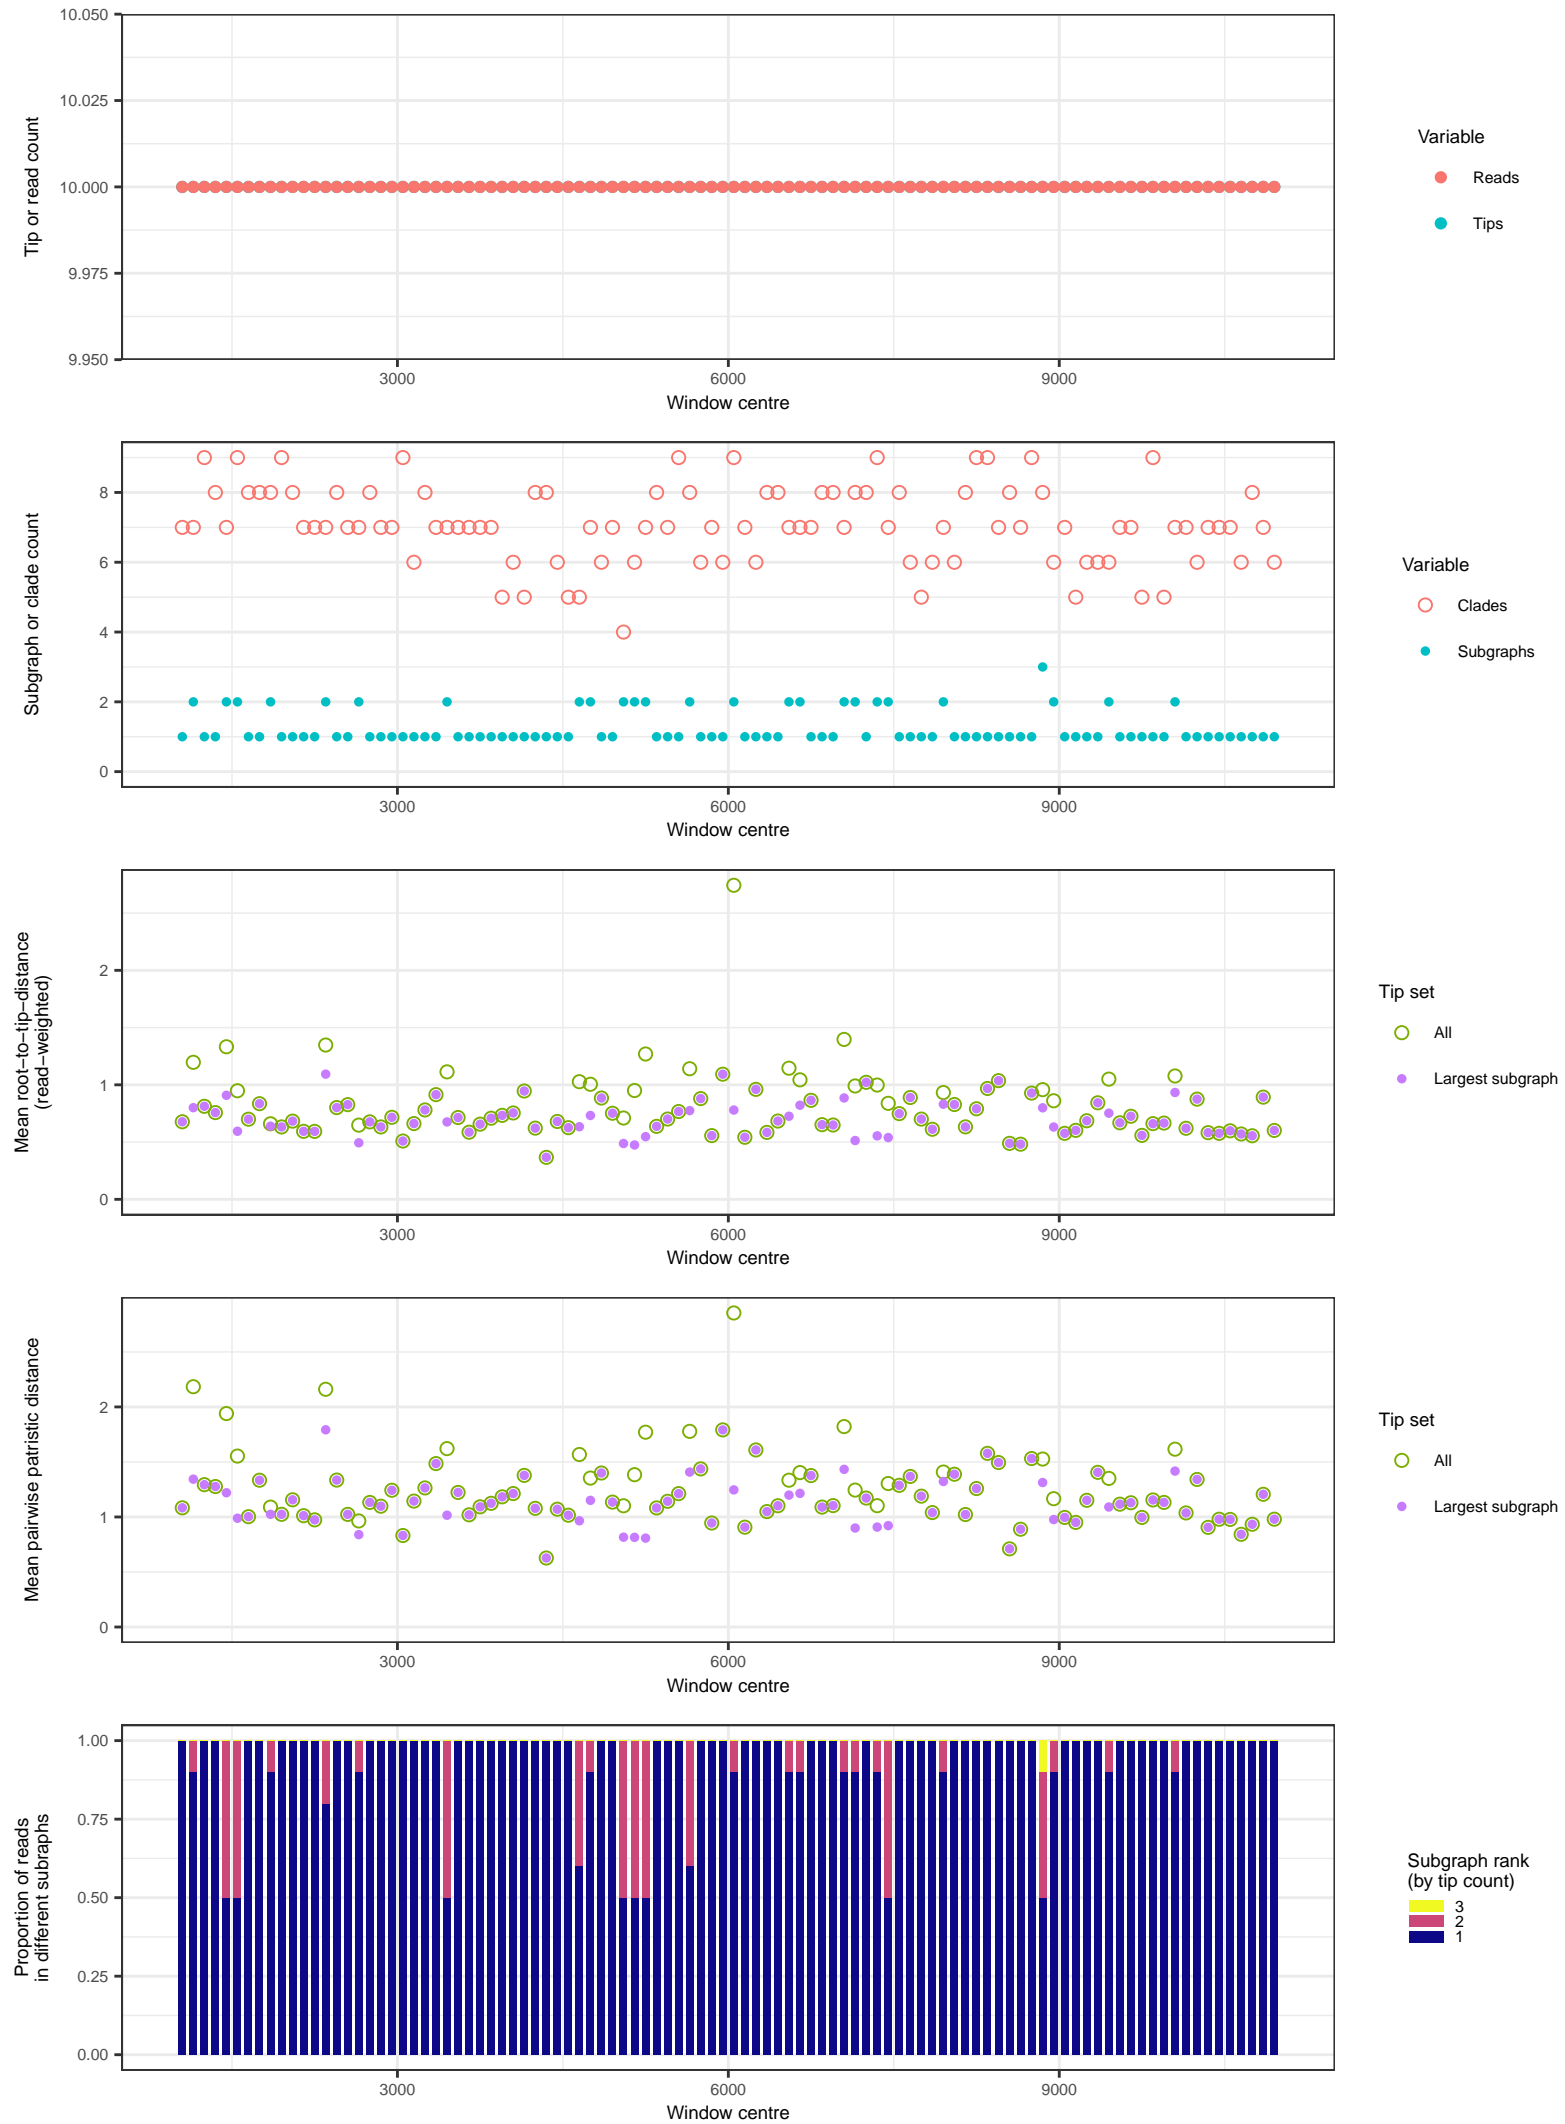 10.050
10.025
10.000
9.975
9.950
Tip or read count
3000
6000
9000
Window centre
Variable
Reads
Tips
8
6
4
2
0
Subgraph or clade count
3000
6000
9000
Window centre
Variable
Clades
Subgraphs
2
1
0
Mean root−to−tip−distance
(read−weighted)
3000
6000
9000
Window centre
Tip set
All
Largest subgraph
2
1
0
Mean pairwise patristic distance
3000
6000
9000
Window centre
Tip set
All
Largest subgraph
1.00
0.75
0.50
0.25
0.00
Proportion of reads
in different subraphs
3000
6000
9000
Window centre
Subgraph rank
(by tip count)
3
2
1